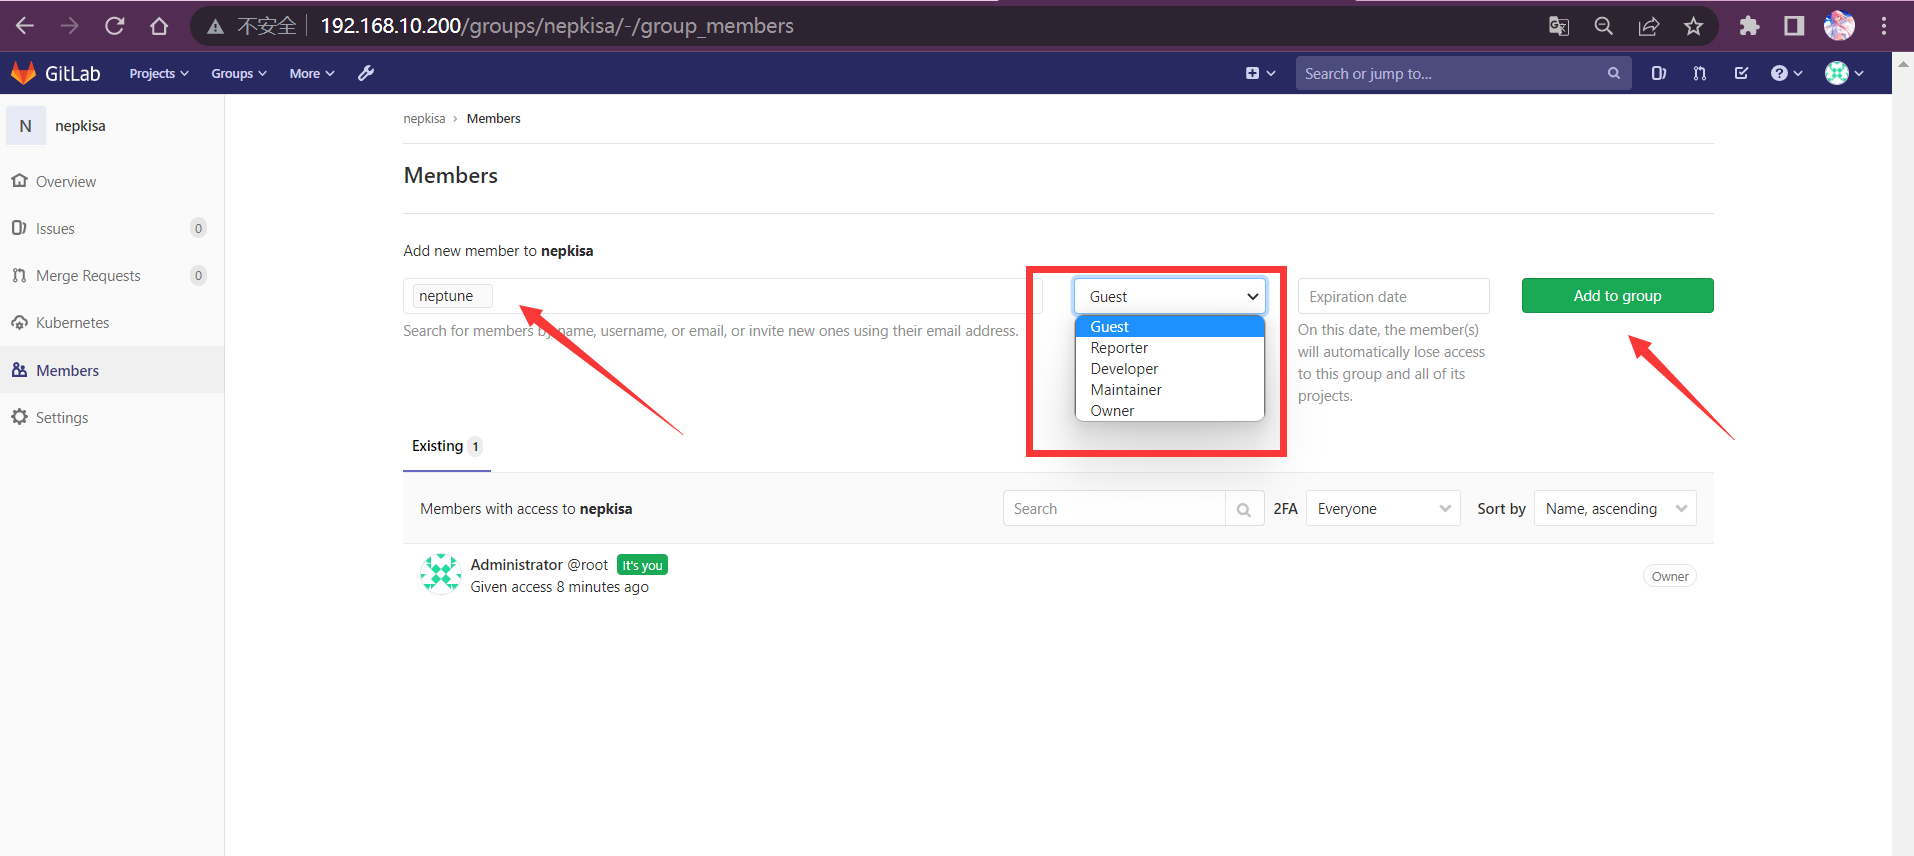 不安全 192.168.10.200/groups/nepkisa/-/group_members
GitLab Projects Groups More Search or jump to...
N nepkisa
Overview
Issues 0
Merge Requests 0
Kubernetes
Members
Settings
nepkisa › Members
Members
Add new member to nepkisa
neptune
Search for members by name, username, or email, or invite new ones using their email address.
Guest
Guest
Reporter
Developer
Maintainer
Owner
Expiration date
On this date, the member(s)
will automatically lose access
to this group and all of its
projects.
Add to group
Existing 1
Members with access to nepkisa Search 2FA Everyone Sort by Name, ascending
Administrator @root It's you
Given access 8 minutes ago
Owner